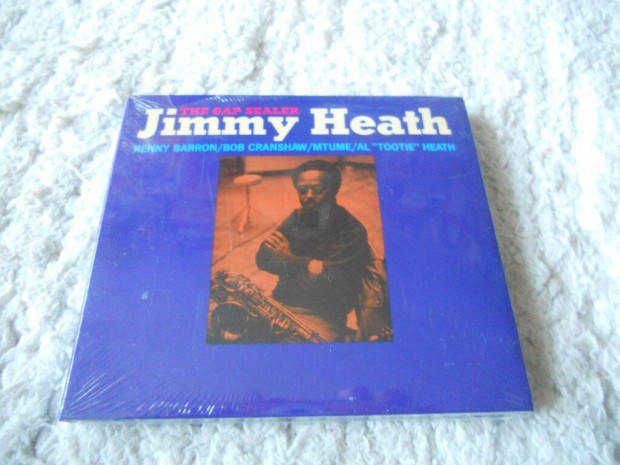 THE GAP SEALER
Jimmy Heath
KENNY BARRON/BOB CRANSHAW/MTUME/AL "TOOTIE" HEATH